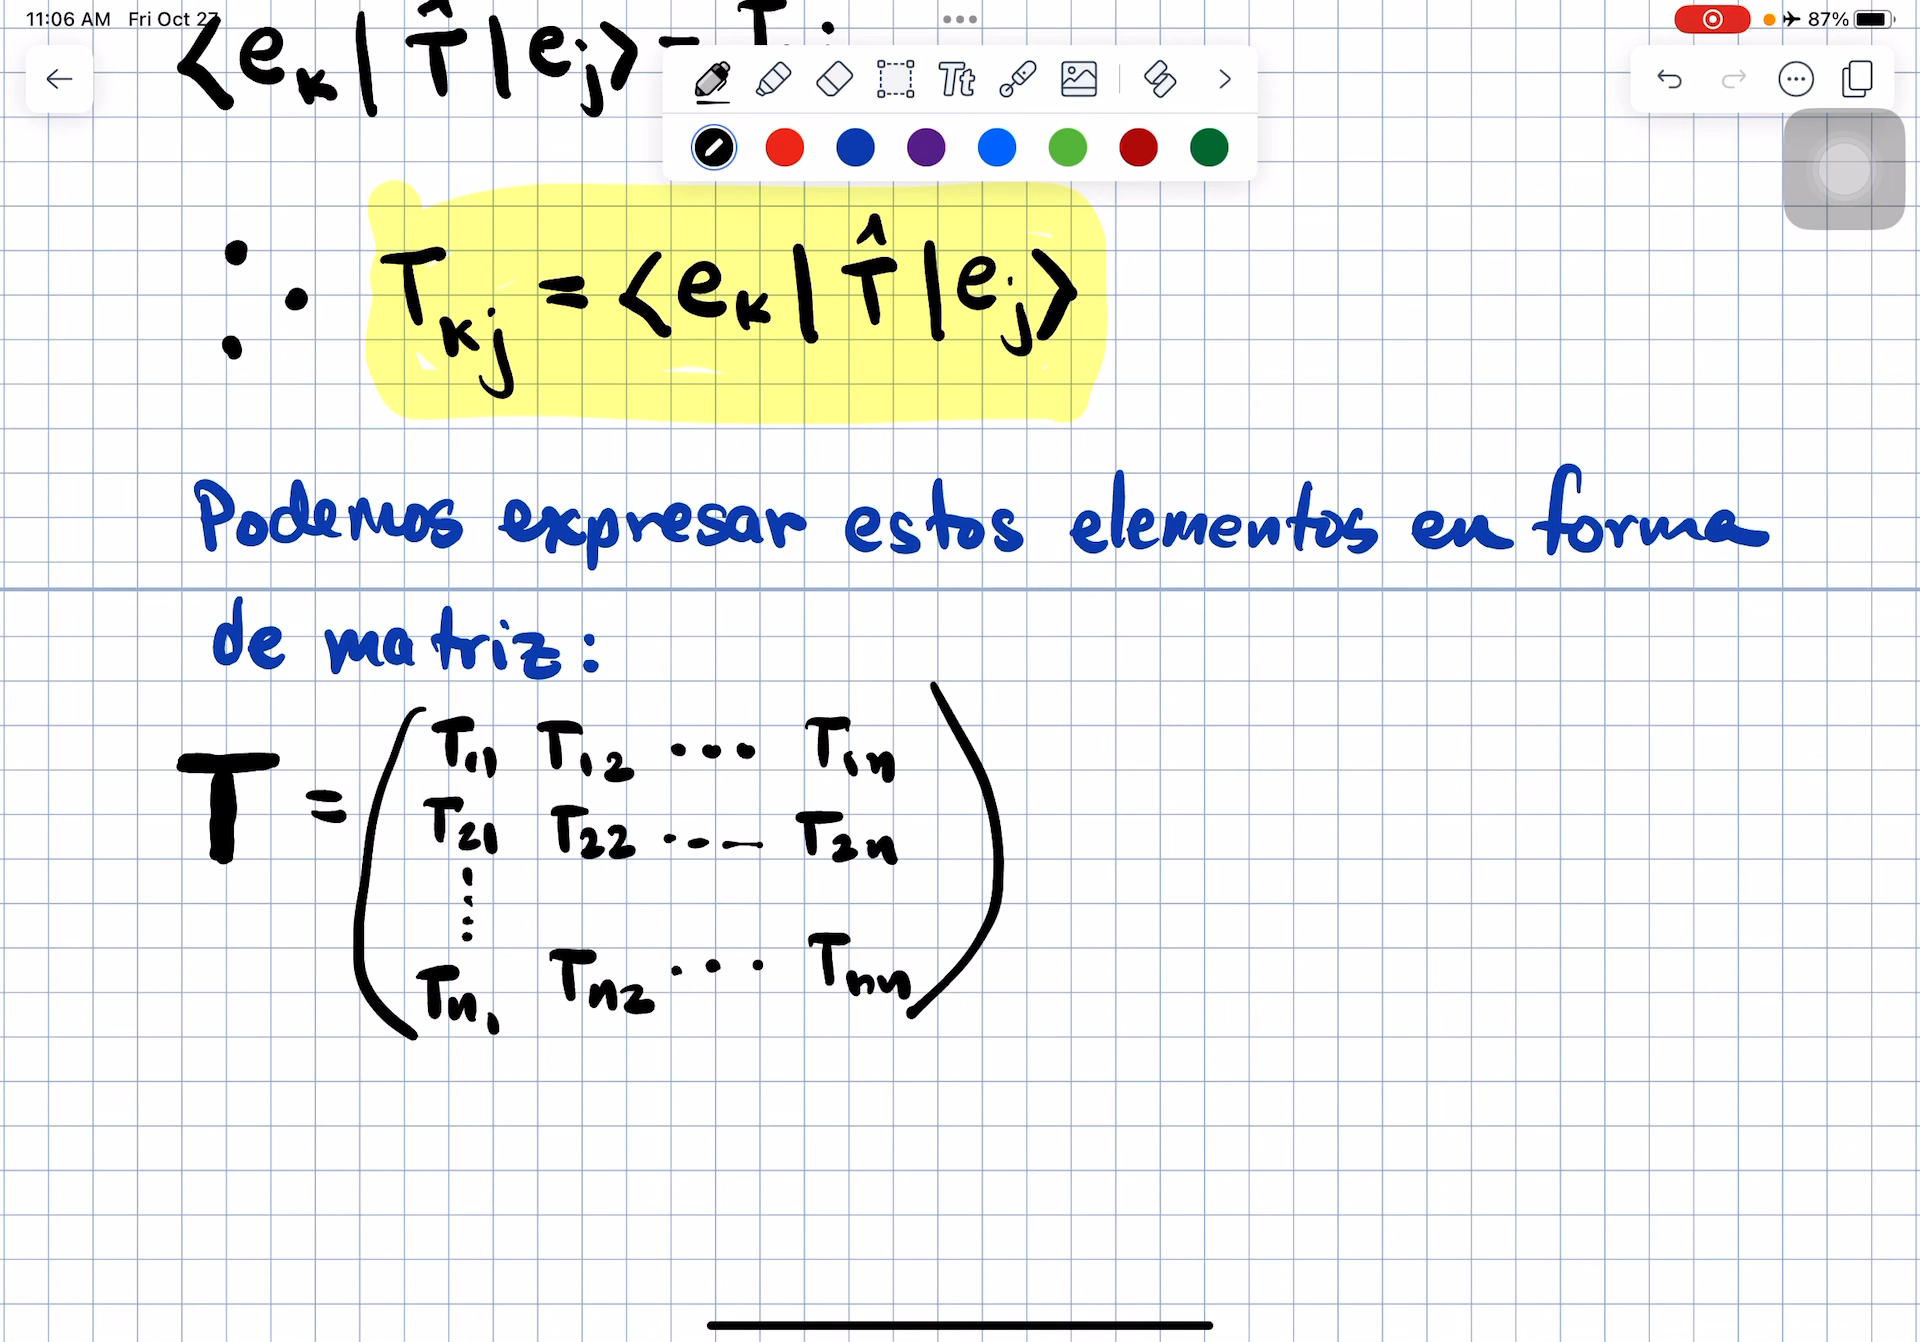 11:06 AM Fri Oct 27
87%
⟨e_k|T̂|e_j⟩ =
Tt
∴ T_kj = ⟨e_k|T̂|e_j⟩
Podemos expresar estos elementos en forma
de matriz:
T = ( T_11 T_12 ... T_1n
T_21 T_22 ... T_2n
⋮
T_n1 T_n2 ... T_nn )